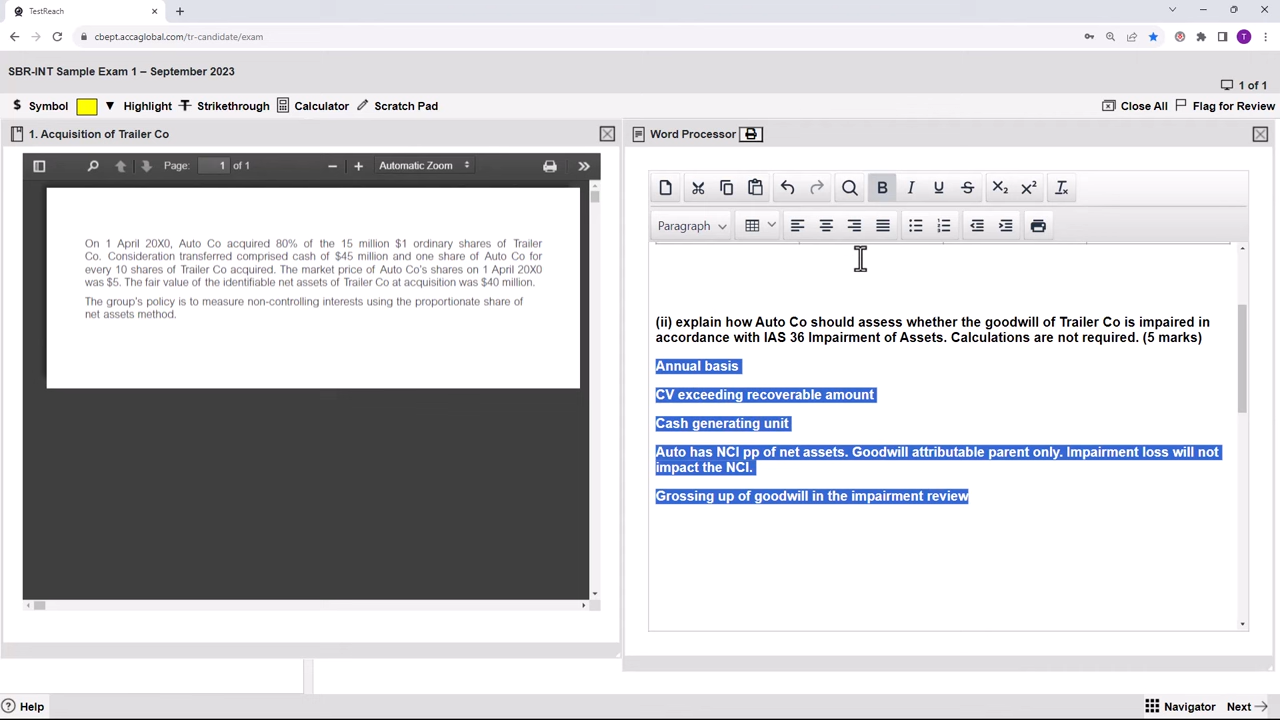 TestReach
cbept.accaglobal.com/tr-candidate/exam
T
SBR-INT Sample Exam 1 – September 2023
1 of 1
$ Symbol Highlight Strikethrough Calculator Scratch Pad
Close All Flag for Review
1. Acquisition of Trailer Co
Word Processor
Page: 1 of 1
Automatic Zoom
B I U S X₂ X² Tx
Paragraph
On 1 April 20X0, Auto Co acquired 80% of the 15 million $1 ordinary shares of Trailer
Co. Consideration transferred comprised cash of $45 million and one share of Auto Co for
every 10 shares of Trailer Co acquired. The market price of Auto Co's shares on 1 April 20X0
was $5. The fair value of the identifiable net assets of Trailer Co at acquisition was $40 million.
The group's policy is to measure non-controlling interests using the proportionate share of
net assets method.
(ii) explain how Auto Co should assess whether the goodwill of Trailer Co is impaired in
accordance with IAS 36 Impairment of Assets. Calculations are not required. (5 marks)
Annual basis
CV exceeding recoverable amount
Cash generating unit
Auto has NCI pp of net assets. Goodwill attributable parent only. Impairment loss will not
impact the NCI.
Grossing up of goodwill in the impairment review
Help
Navigator Next